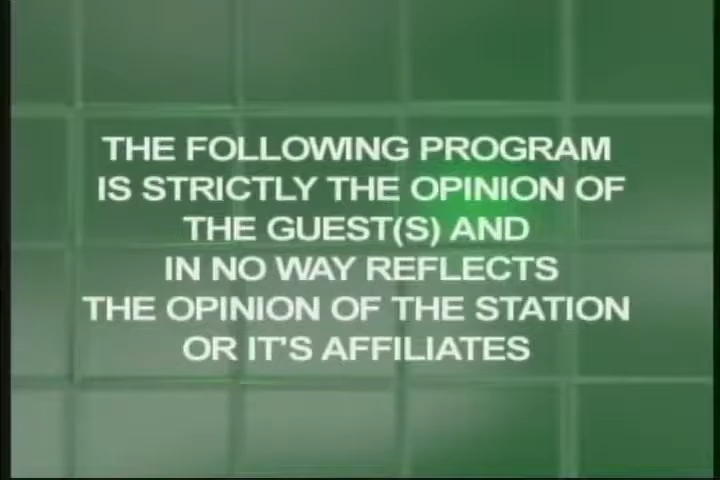 THE FOLLOWING PROGRAM
IS STRICTLY THE OPINION OF
THE GUEST(S) AND
IN NO WAY REFLECTS
THE OPINION OF THE STATION
OR IT'S AFFILIATES